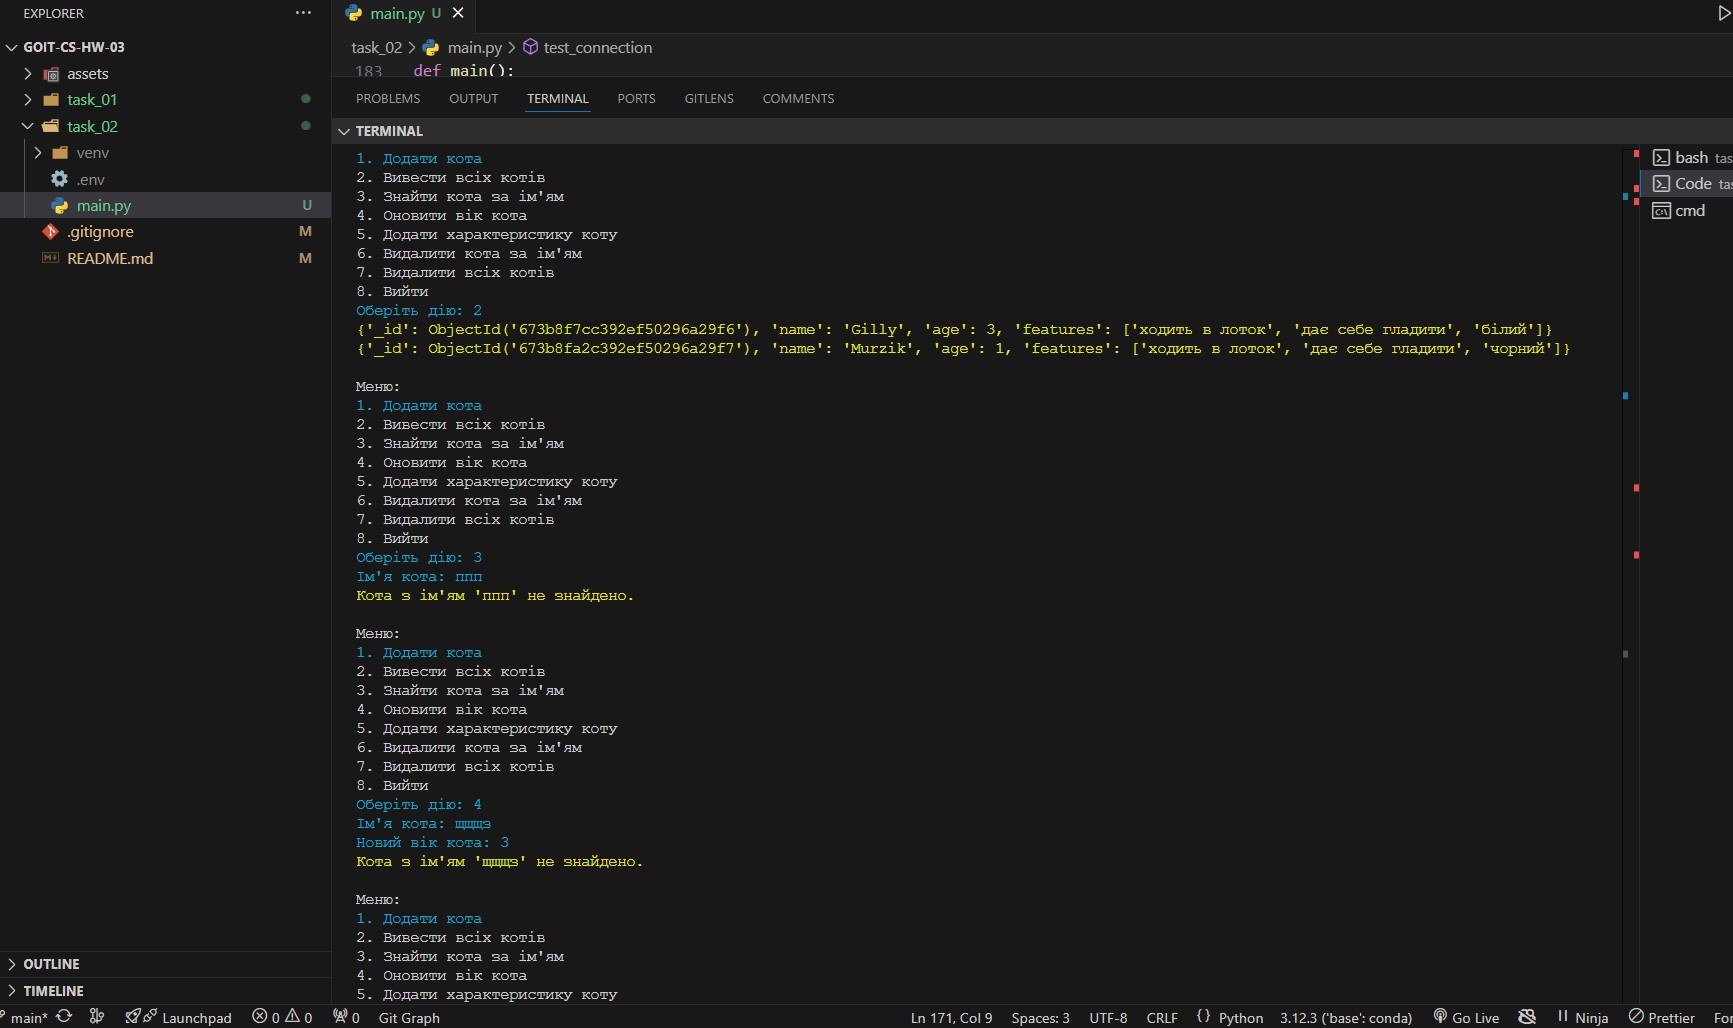 EXPLORER
main.py U
GOIT-CS-HW-03
task_02 > main.py > test_connection
assets
183 def main():
task_01
PROBLEMS OUTPUT TERMINAL PORTS GITLENS COMMENTS
task_02
TERMINAL
venv
.env
main.py U
.gitignore M
README.md M
1. Додати кота
2. Вивести всіх котів
3. Знайти кота за ім'ям
4. Оновити вік кота
5. Додати характеристику коту
6. Видалити кота за ім'ям
7. Видалити всіх котів
8. Вийти
Оберіть дію: 2
{'_id': ObjectId('673b8f7cc392ef50296a29f6'), 'name': 'Gilly', 'age': 3, 'features': ['ходить в лоток', 'дає себе гладити', 'білий']}
{'_id': ObjectId('673b8fa2c392ef50296a29f7'), 'name': 'Murzik', 'age': 1, 'features': ['ходить в лоток', 'дає себе гладити', 'чорний']}
Меню:
1. Додати кота
2. Вивести всіх котів
3. Знайти кота за ім'ям
4. Оновити вік кота
5. Додати характеристику коту
6. Видалити кота за ім'ям
7. Видалити всіх котів
8. Вийти
Оберіть дію: 3
Ім'я кота: ппп
Кота з ім'ям 'ппп' не знайдено.
Меню:
1. Додати кота
2. Вивести всіх котів
3. Знайти кота за ім'ям
4. Оновити вік кота
5. Додати характеристику коту
6. Видалити кота за ім'ям
7. Видалити всіх котів
8. Вийти
Оберіть дію: 4
Ім'я кота: щщщз
Новий вік кота: 3
Кота з ім'ям 'щщщз' не знайдено.
Меню:
1. Додати кота
2. Вивести всіх котів
3. Знайти кота за ім'ям
4. Оновити вік кота
5. Додати характеристику коту
bash tas
Code tas
cmd
OUTLINE
TIMELINE
main* Launchpad 0 0 0 Git Graph Ln 171, Col 9 Spaces: 3 UTF-8 CRLF {} Python 3.12.3 ('base': conda) Go Live Ninja Prettier Fo